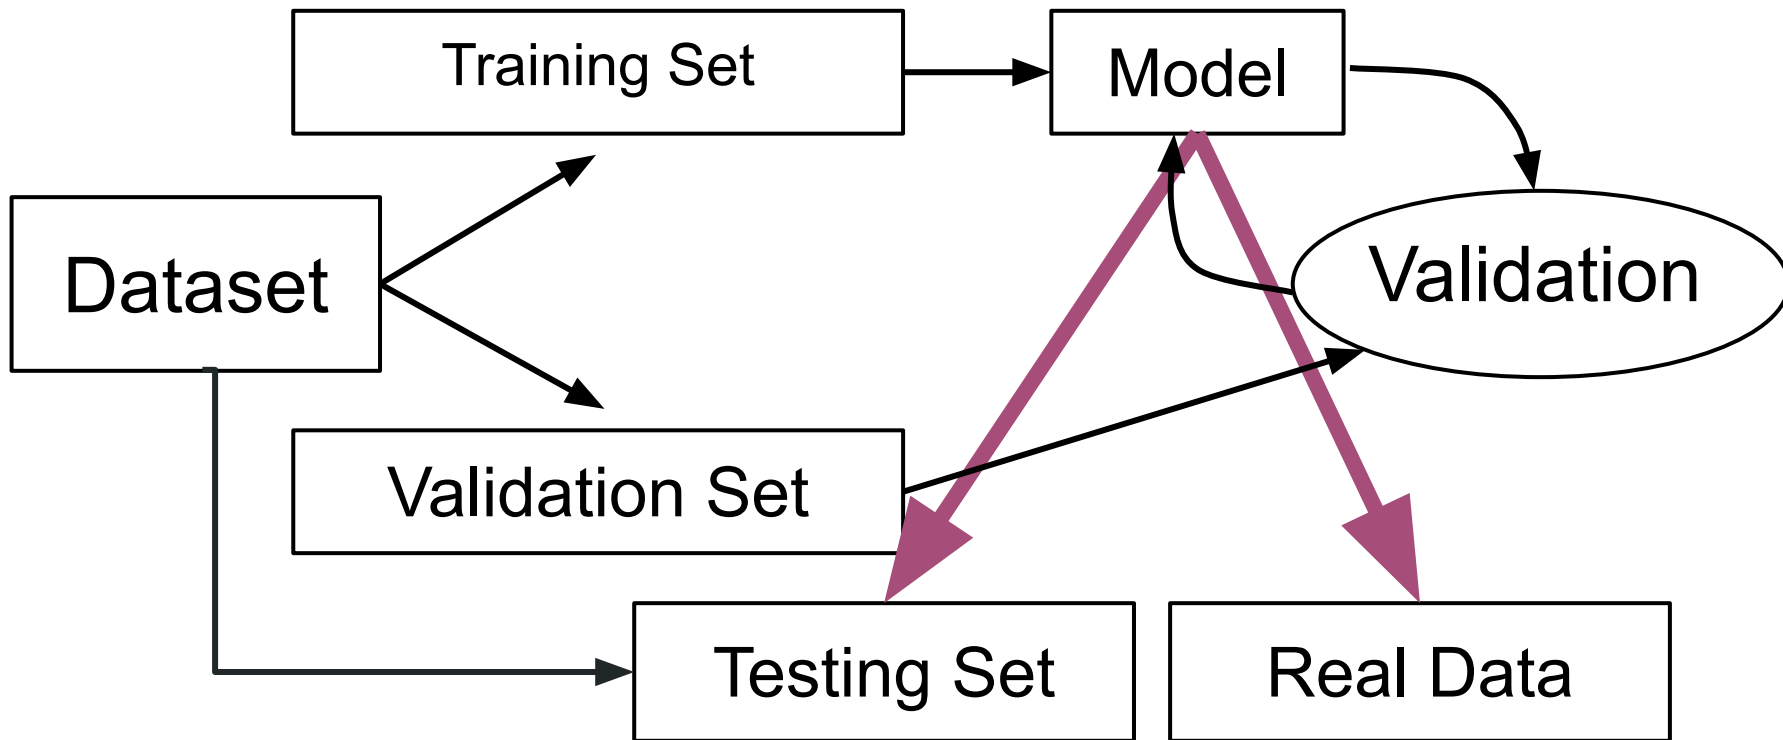 Training Set
Model
Dataset
Validation
Validation Set
Testing Set
Real Data